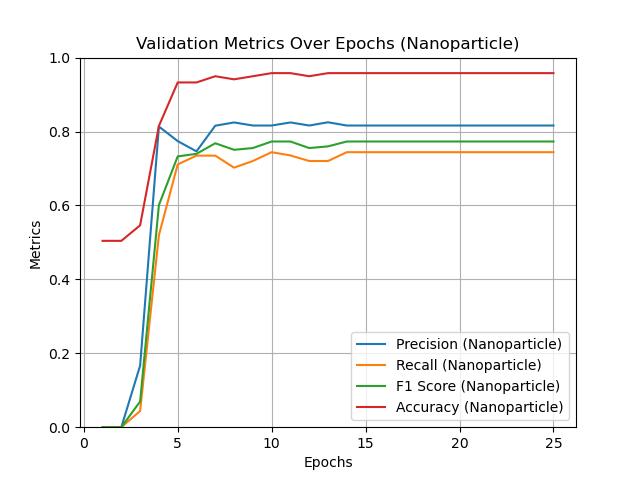 Validation Metrics Over Epochs (Nanoparticle)
1.0
0.8
0.6
0.4
0.2
0.0
Metrics
0 5 10 15 20 25
Epochs
Precision (Nanoparticle)
Recall (Nanoparticle)
F1 Score (Nanoparticle)
Accuracy (Nanoparticle)